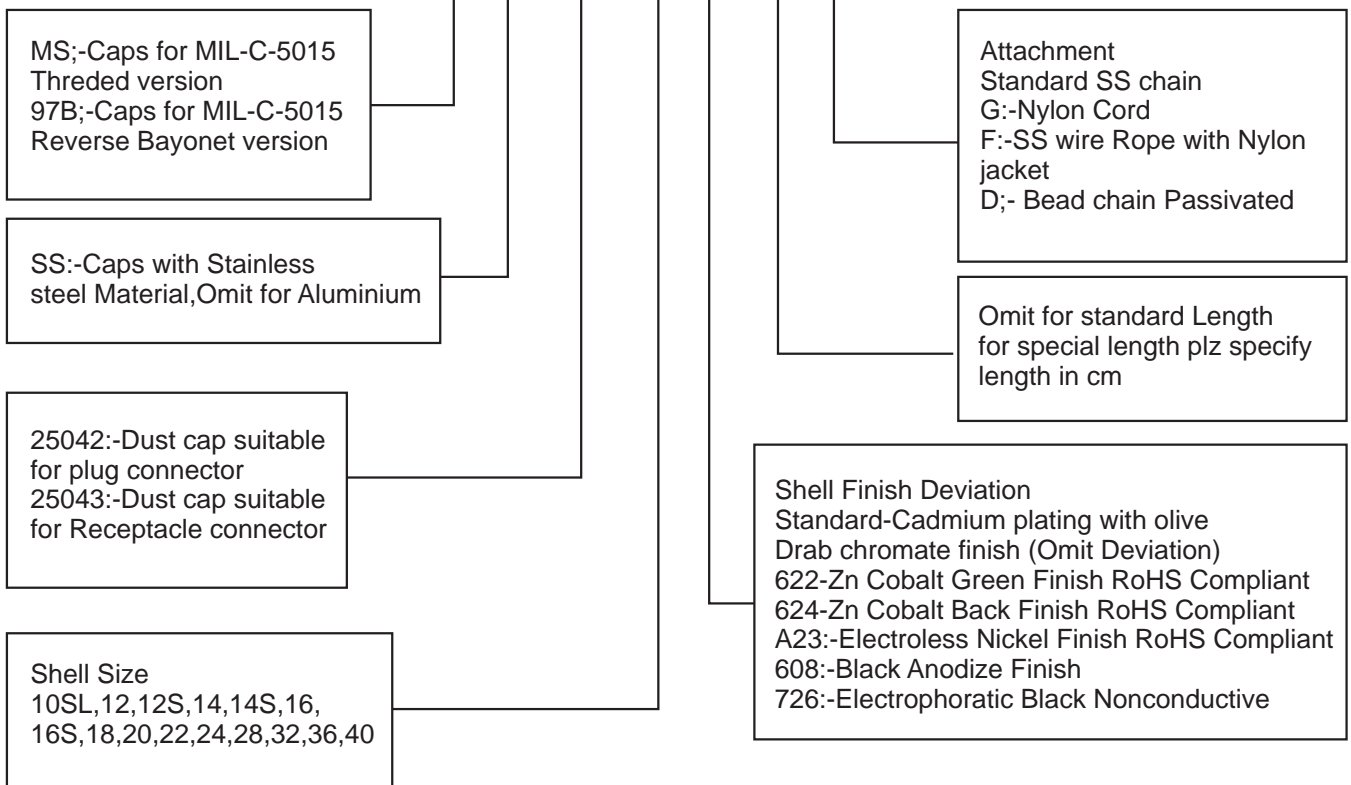 MS;-Caps for MIL-C-5015
Threded version
97B;-Caps for MIL-C-5015
Reverse Bayonet version
SS:-Caps with Stainless
steel Material,Omit for Aluminium
25042:-Dust cap suitable
for plug connector
25043:-Dust cap suitable
for Receptacle connector
Shell Size
10SL,12,12S,14,14S,16,
16S,18,20,22,24,28,32,36,40
Attachment
Standard SS chain
G:-Nylon Cord
F:-SS wire Rope with Nylon
jacket
D;- Bead chain Passivated
Omit for standard Length
for special length plz specify
length in cm
Shell Finish Deviation
Standard-Cadmium plating with olive
Drab chromate finish (Omit Deviation)
622-Zn Cobalt Green Finish RoHS Compliant
624-Zn Cobalt Back Finish RoHS Compliant
A23:-Electroless Nickel Finish RoHS Compliant
608:-Black Anodize Finish
726:-Electrophoratic Black Nonconductive